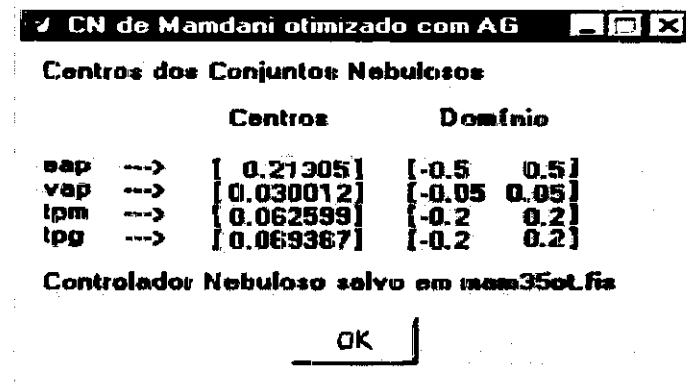 CN de Mamdani otimizado com AG
Centros dos Conjuntos Nebulosos
Centros Domínio
eap ---> [ 0.21305] [-0.5 0.5]
vap ---> [0.030012] [-0.05 0.05]
tpm ---> [ 0.062599] [-0.2 0.2]
tpg ---> [ 0.069367] [-0.2 0.2]
Controlador Nebuloso salvo em mam35ot.fis
OK